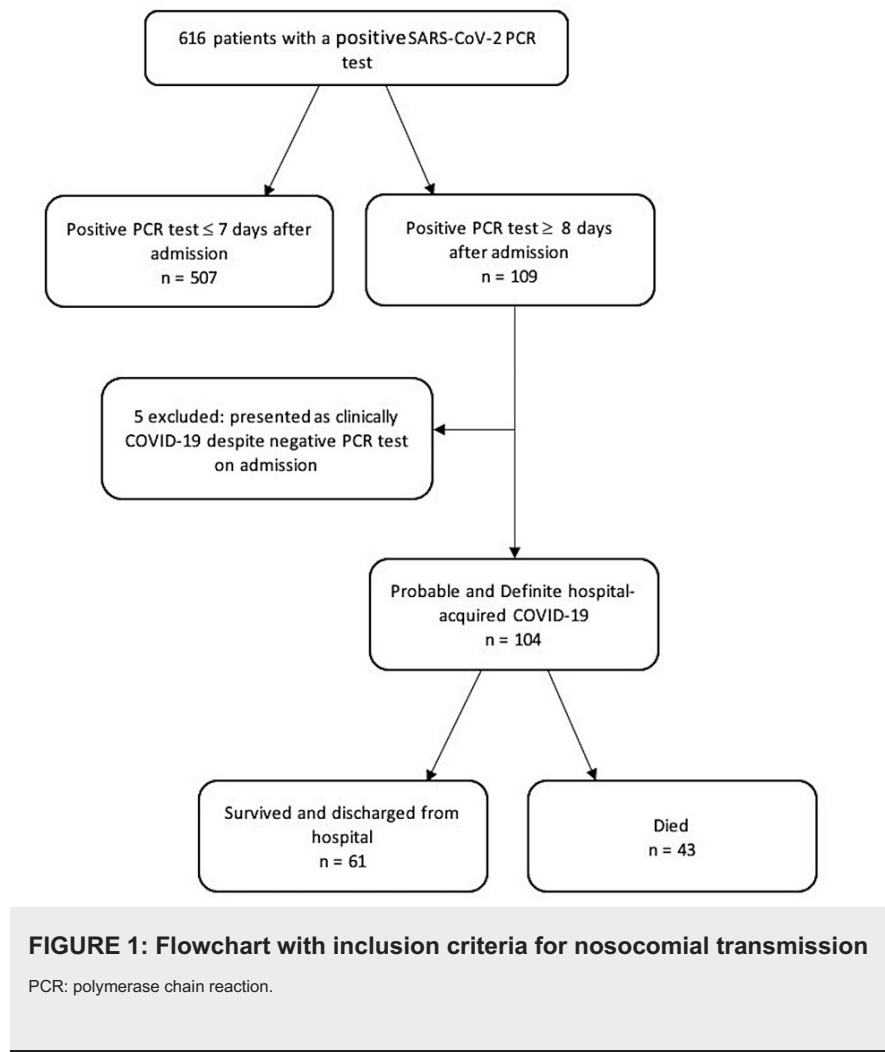 616 patients with a positive SARS-CoV-2 PCR
test
Positive PCR test ≤ 7 days after
admission
n = 507
Positive PCR test ≥ 8 days
after admission
n = 109
5 excluded: presented as clinically
COVID-19 despite negative PCR test
on admission
Probable and Definite hospital-
acquired COVID-19
n = 104
Survived and discharged from
hospital
n = 61
Died
n = 43
FIGURE 1: Flowchart with inclusion criteria for nosocomial transmission
PCR: polymerase chain reaction.